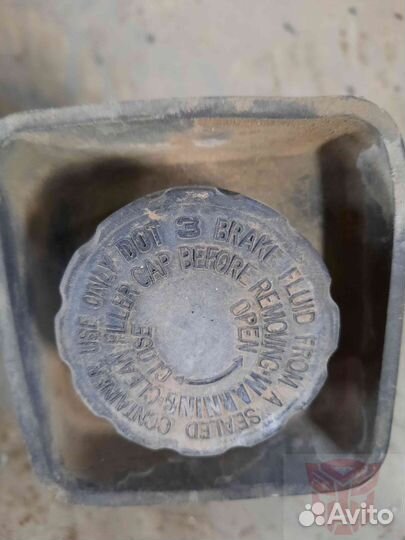 USE ONLY DOT 3 BRAKE FLUID FROM A SEALED CONTAINER
WARNING-CLEAN FILLER CAP BEFORE REMOVING
OPEN
CLOSE
Avito